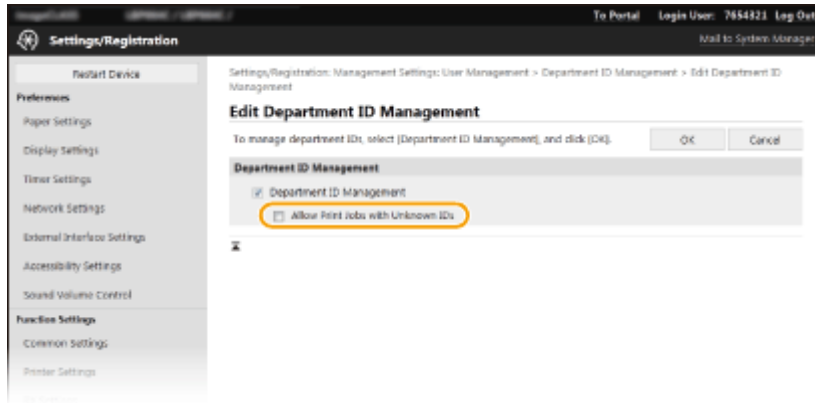 To Portal Login User: 7654321 Log Out
Settings/Registration
Mail to System Manager
Restart Device
Preferences
Paper Settings
Display Settings
Timer Settings
Network Settings
External Interface Settings
Accessibility Settings
Sound Volume Control
Function Settings
Common Settings
Printer Settings
Settings/Registration: Management Settings: User Management > Department ID Management > Edit Department ID
Management
Edit Department ID Management
To manage department IDs, select [Department ID Management], and click [OK].
OK
Cancel
Department ID Management
Department ID Management
Allow Print Jobs with Unknown IDs